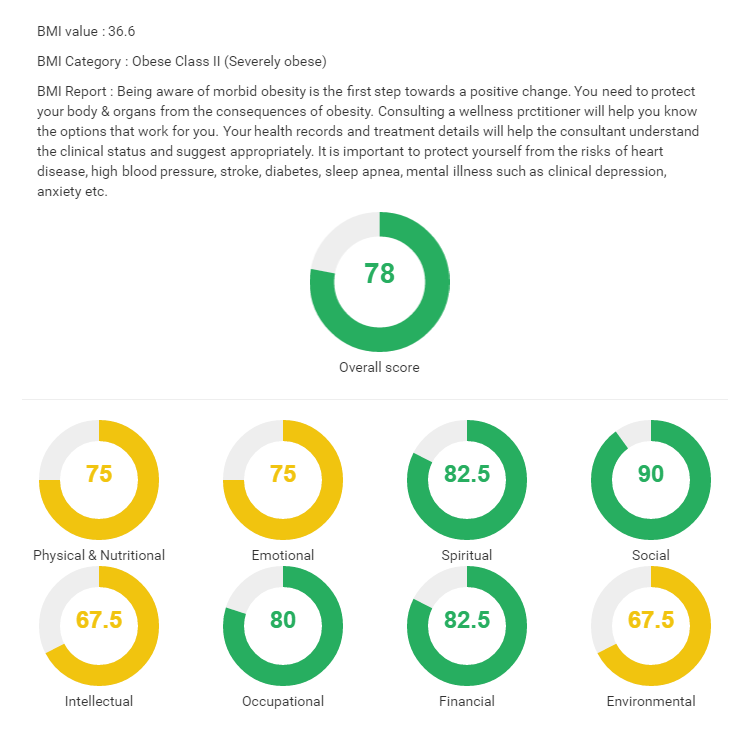 BMI value : 36.6
BMI Category : Obese Class II (Severely obese)
BMI Report : Being aware of morbid obesity is the first step towards a positive change. You need to protect
your body & organs from the consequences of obesity. Consulting a wellness prctitioner will help you know
the options that work for you. Your health records and treatment details will help the consultant understand
the clinical status and suggest appropriately. It is important to protect yourself from the risks of heart
disease, high blood pressure, stroke, diabetes, sleep apnea, mental illness such as clinical depression,
anxiety etc.
78
Overall score
75 75 82.5 90
Physical & Nutritional Emotional Spiritual Social
67.5 80 82.5 67.5
Intellectual Occupational Financial Environmental